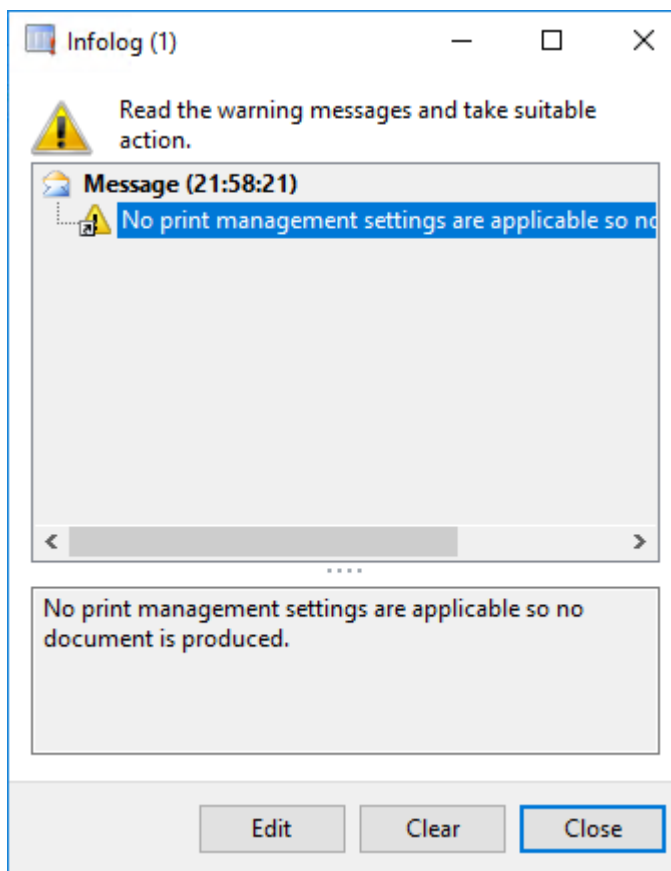 Infolog (1)
Read the warning messages and take suitable
action.
Message (21:58:21)
No print management settings are applicable so no
No print management settings are applicable so no
document is produced.
Edit
Clear
Close